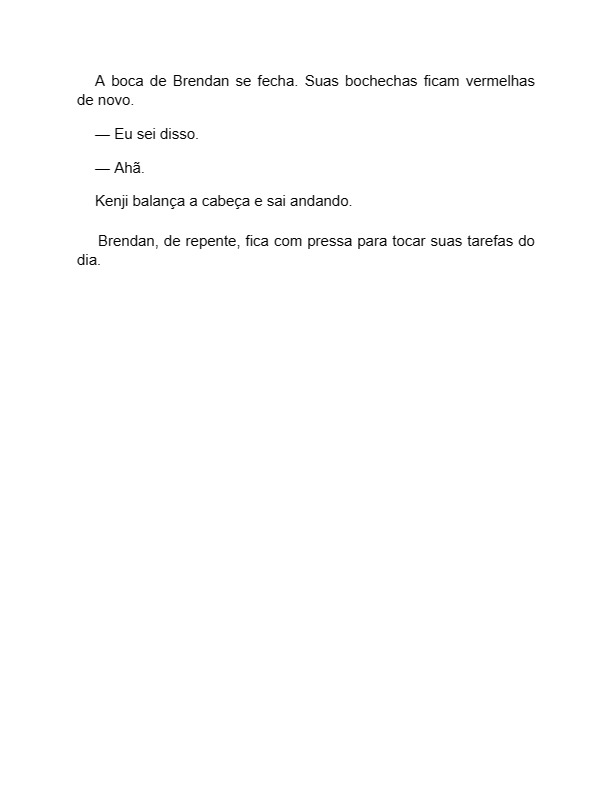 A boca de Brendan se fecha. Suas bochechas ficam vermelhas
de novo.
— Eu sei disso.
— Ahã.
Kenji balança a cabeça e sai andando.
Brendan, de repente, fica com pressa para tocar suas tarefas do
dia.